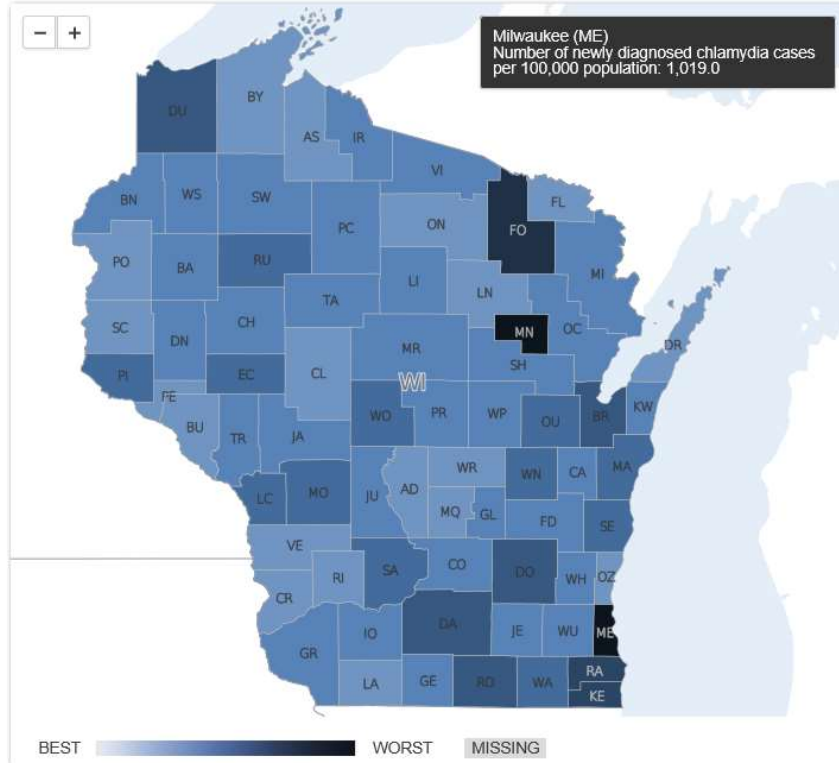 − +
Milwaukee (ME)
Number of newly diagnosed chlamydia cases
per 100,000 population: 1,019.0
DU
BY
AS
IR
VI
BN
WS
SW
PC
ON
FO
FL
PO
BA
RU
LI
LN
MI
SC
DN
CH
TA
MR
MN
OC
PI
EC
CL
SH
DR
PE
WI
BU
TR
JA
WO
PR
WP
OU
BR
KW
LC
MO
JU
AD
WR
WN
CA
MA
MQ
GL
FD
SE
VE
RI
SA
CO
DO
WH
OZ
CR
GR
IO
DA
JE
WU
ME
LA
GE
RO
WA
RA
KE
BEST WORST MISSING